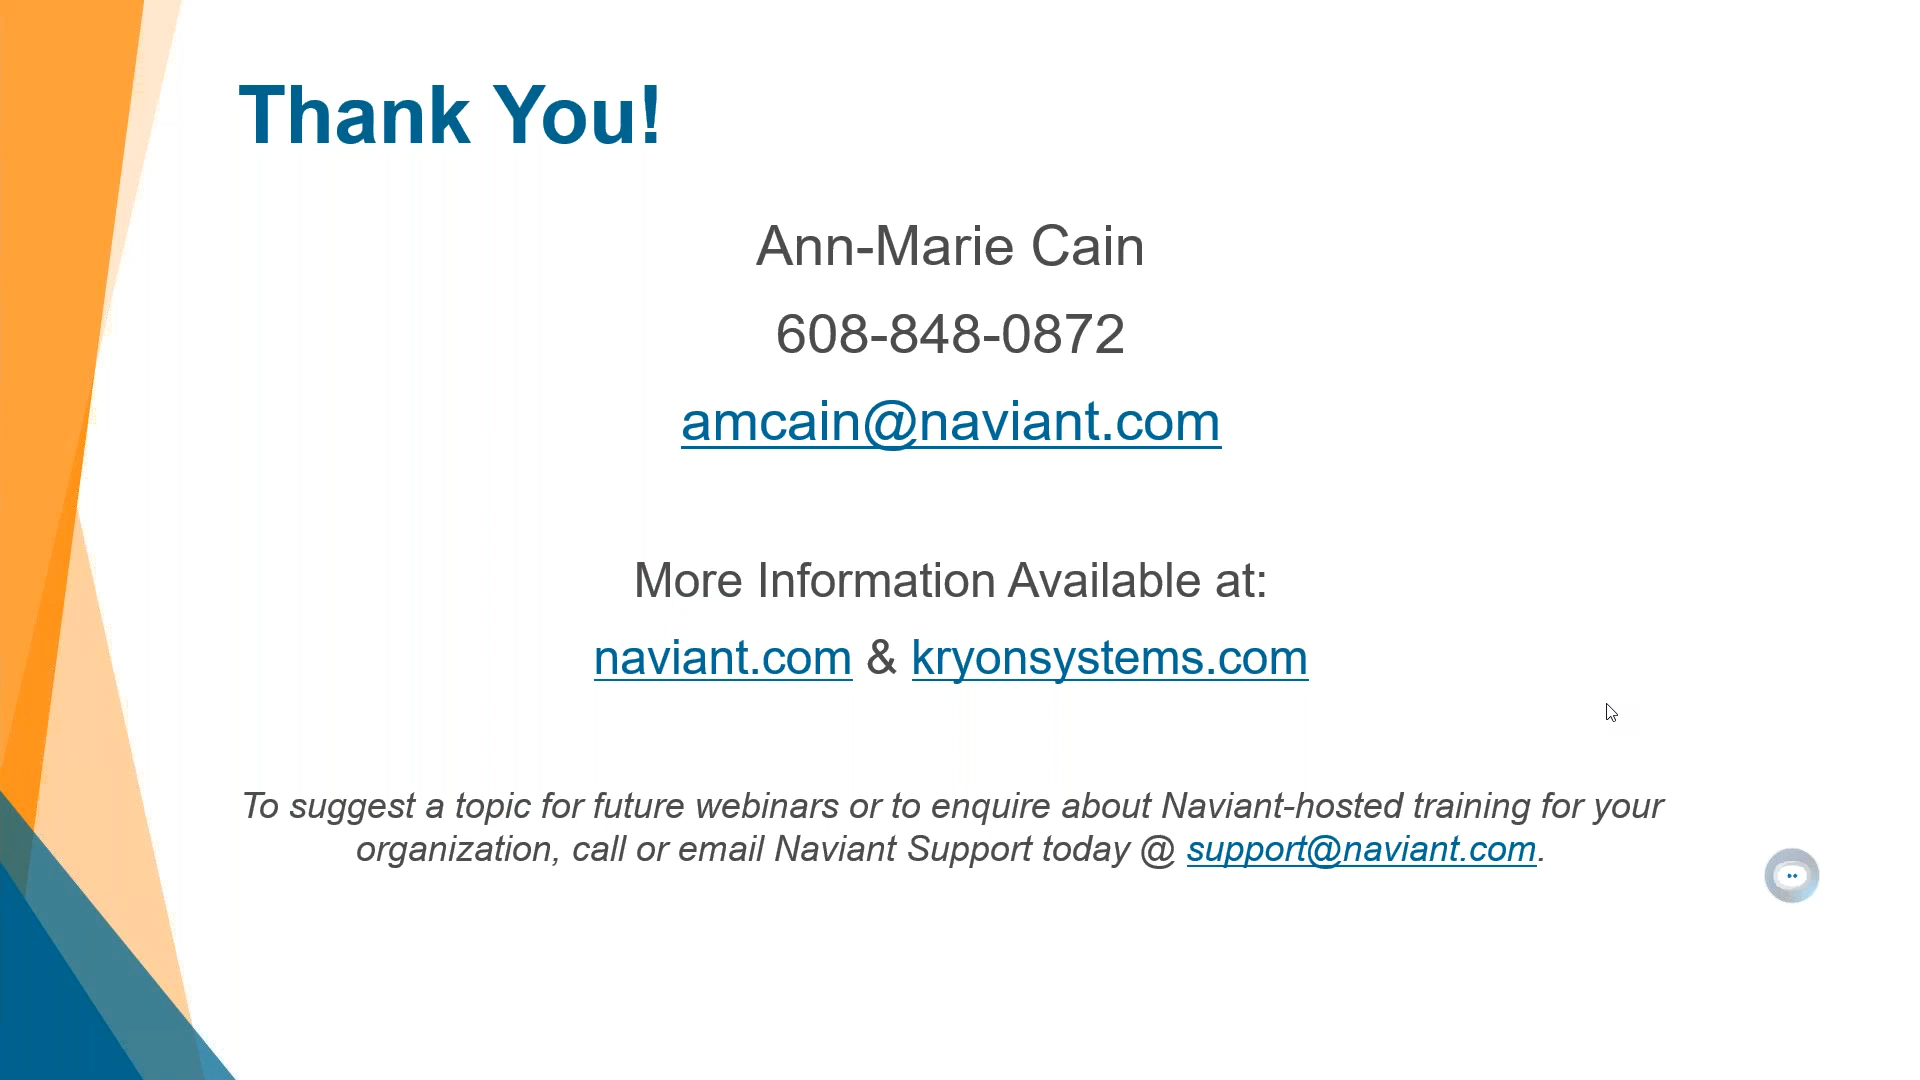 Thank You!
Ann-Marie Cain
608-848-0872
amcain@naviant.com
More Information Available at:
naviant.com & kryonsystems.com
To suggest a topic for future webinars or to enquire about Naviant-hosted training for your
organization, call or email Naviant Support today @ support@naviant.com.